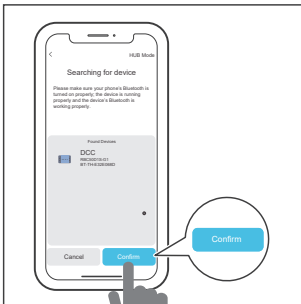 HUB Mode
Searching for device
Please make sure your phone's Bluetooth is
turned on properly, the device is running
properly and the device's Bluetooth is
working properly.
Found Devices
DCC
Cancel
Confirm
Confirm